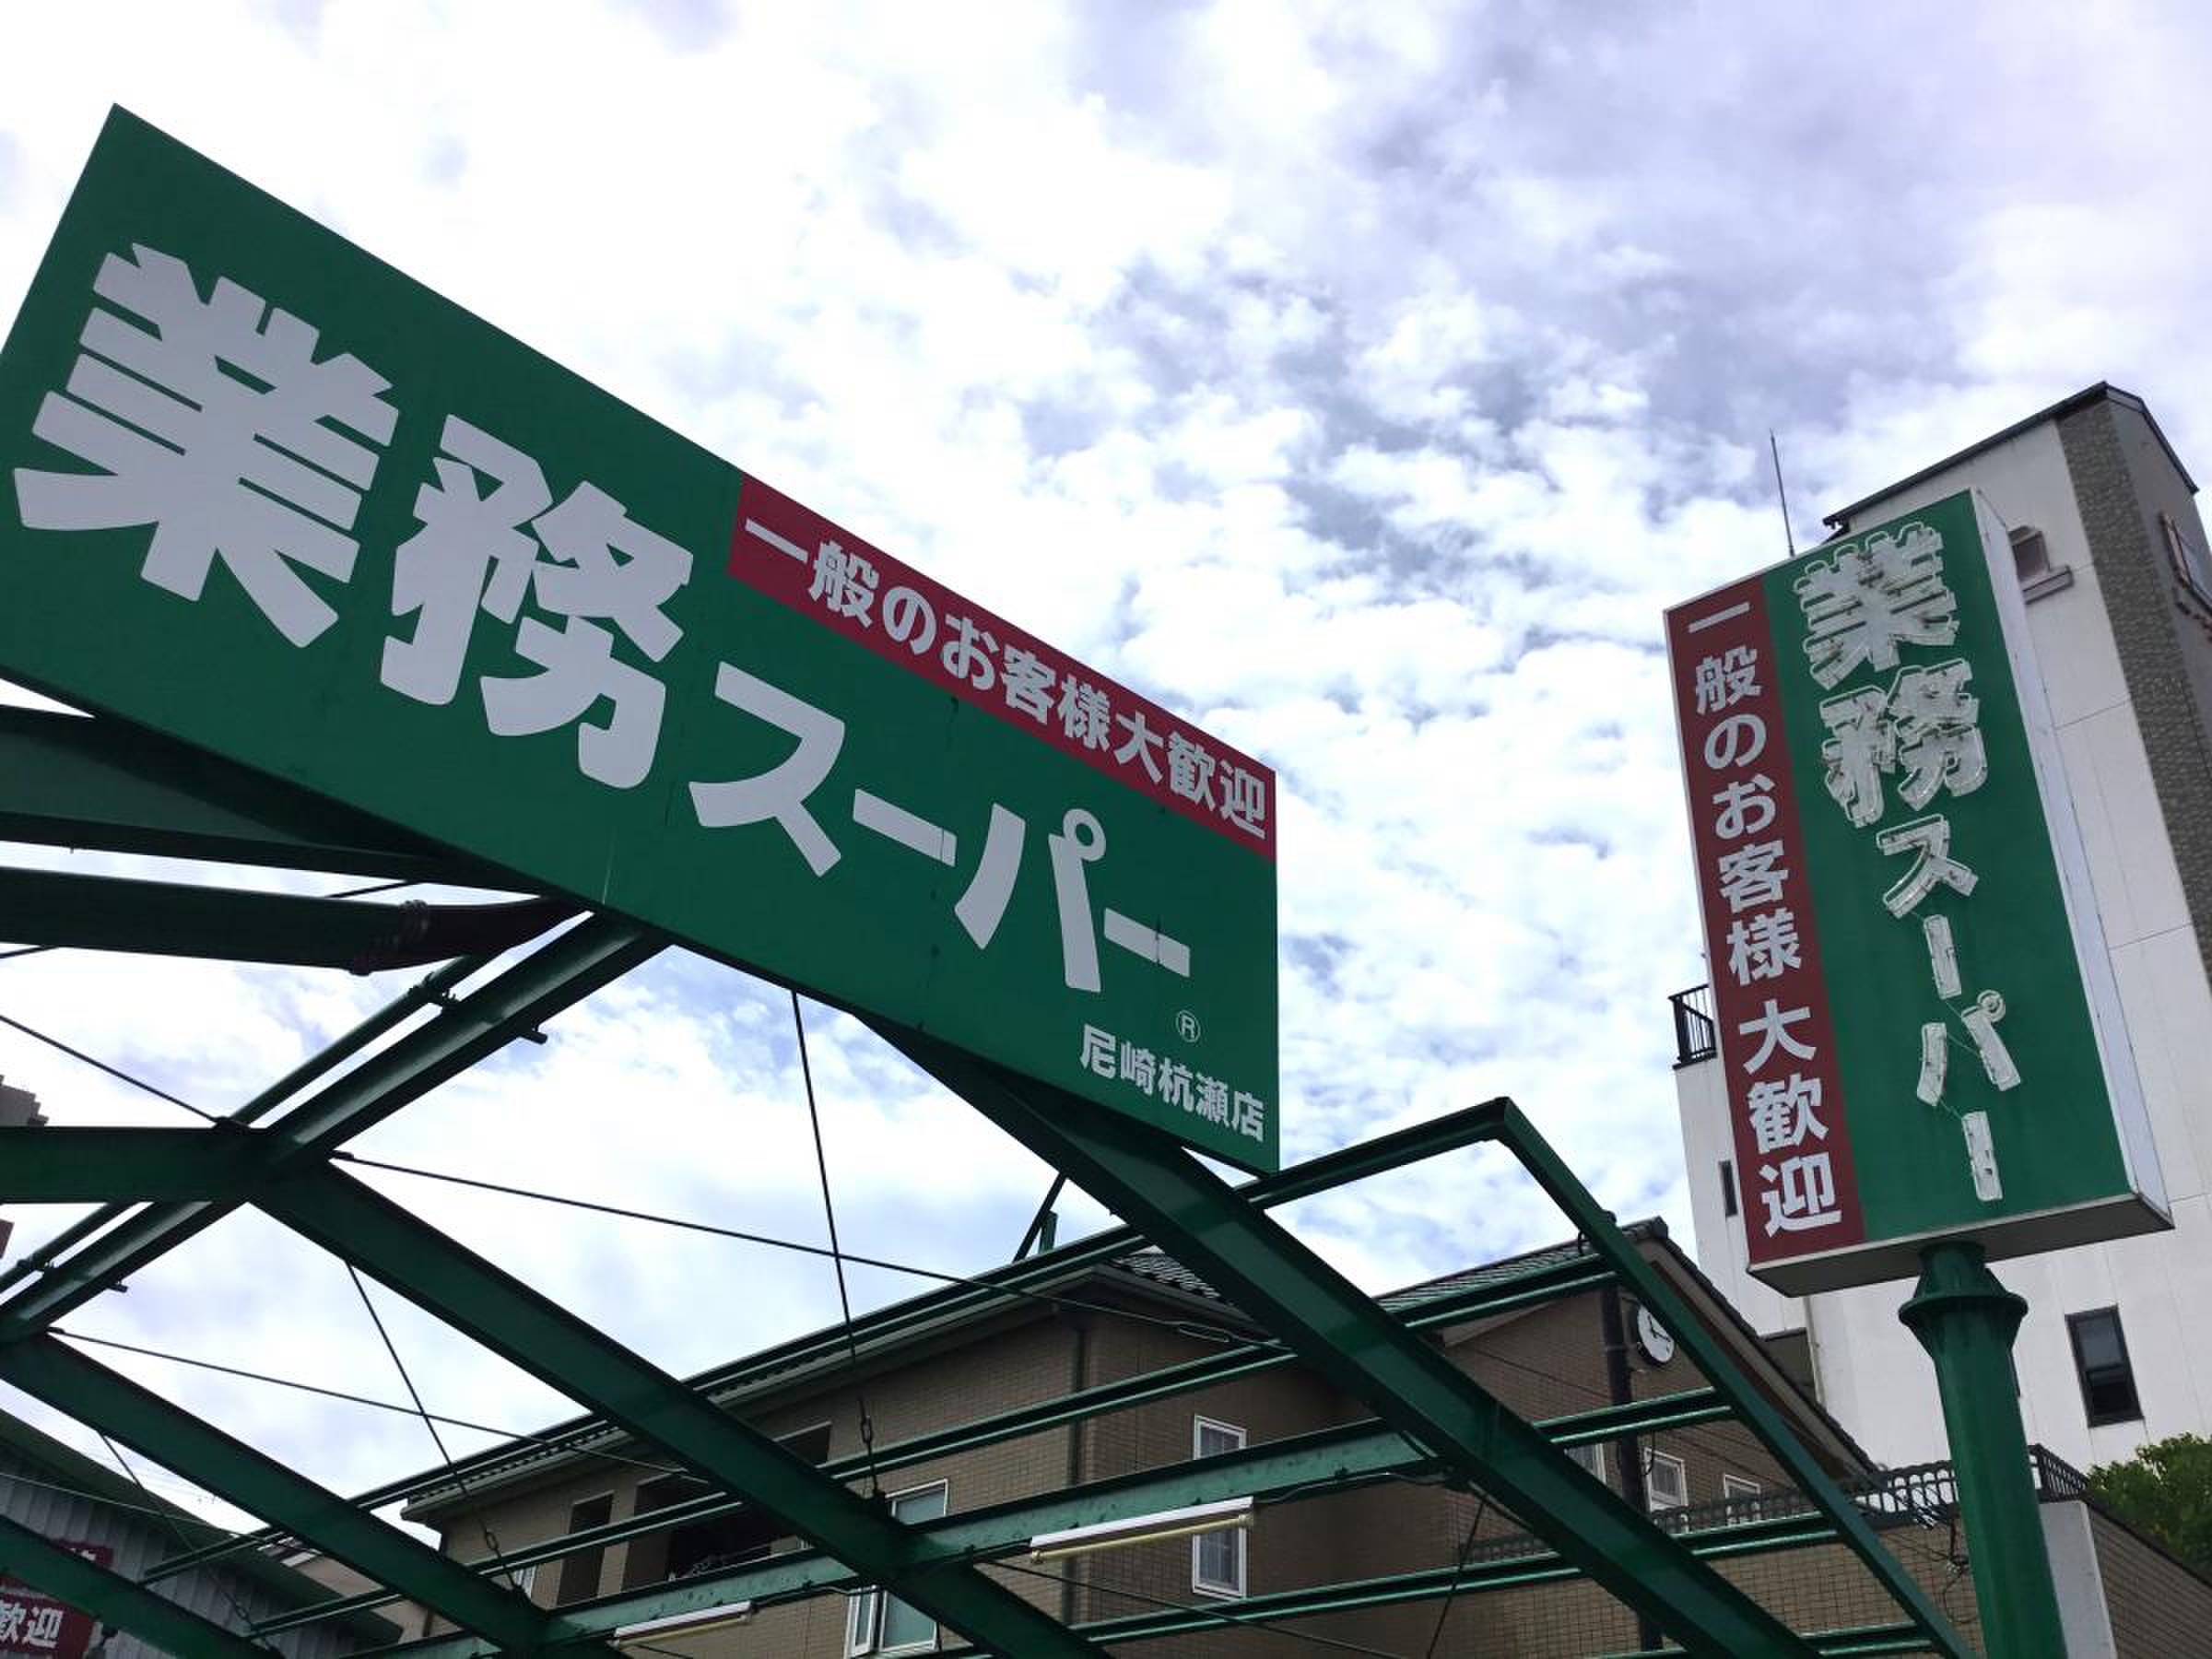 一般のお客様大歓迎
業務スーパー
®
尼崎杭瀬店
業務スーパー
一般のお客様大歓迎
歓迎